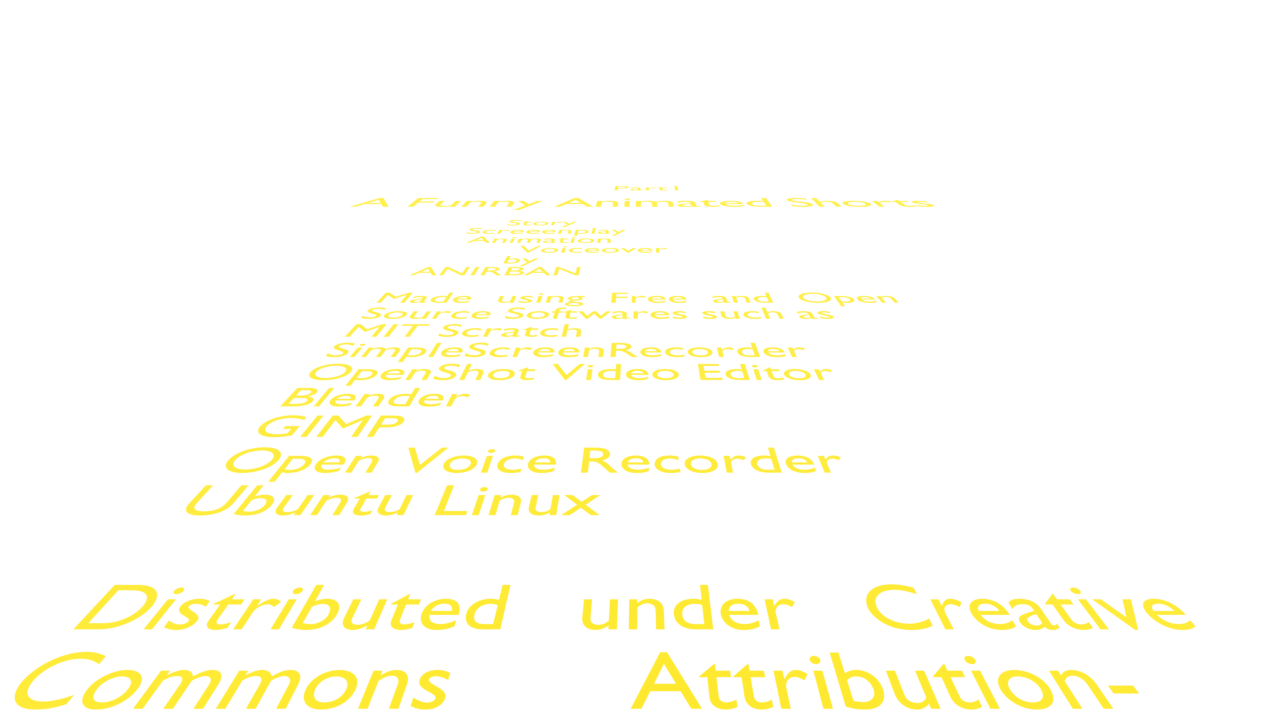 Part1
A Funny Animated Shorts
Story
Screeenplay
Animation
Voiceover
by
ANIRBAN
Made using Free and Open
Source Softwares such as
MIT Scratch
SimpleScreenRecorder
OpenShot Video Editor
Blender
GIMP
Open Voice Recorder
Ubuntu Linux
Distributed under Creative
Commons Attribution-